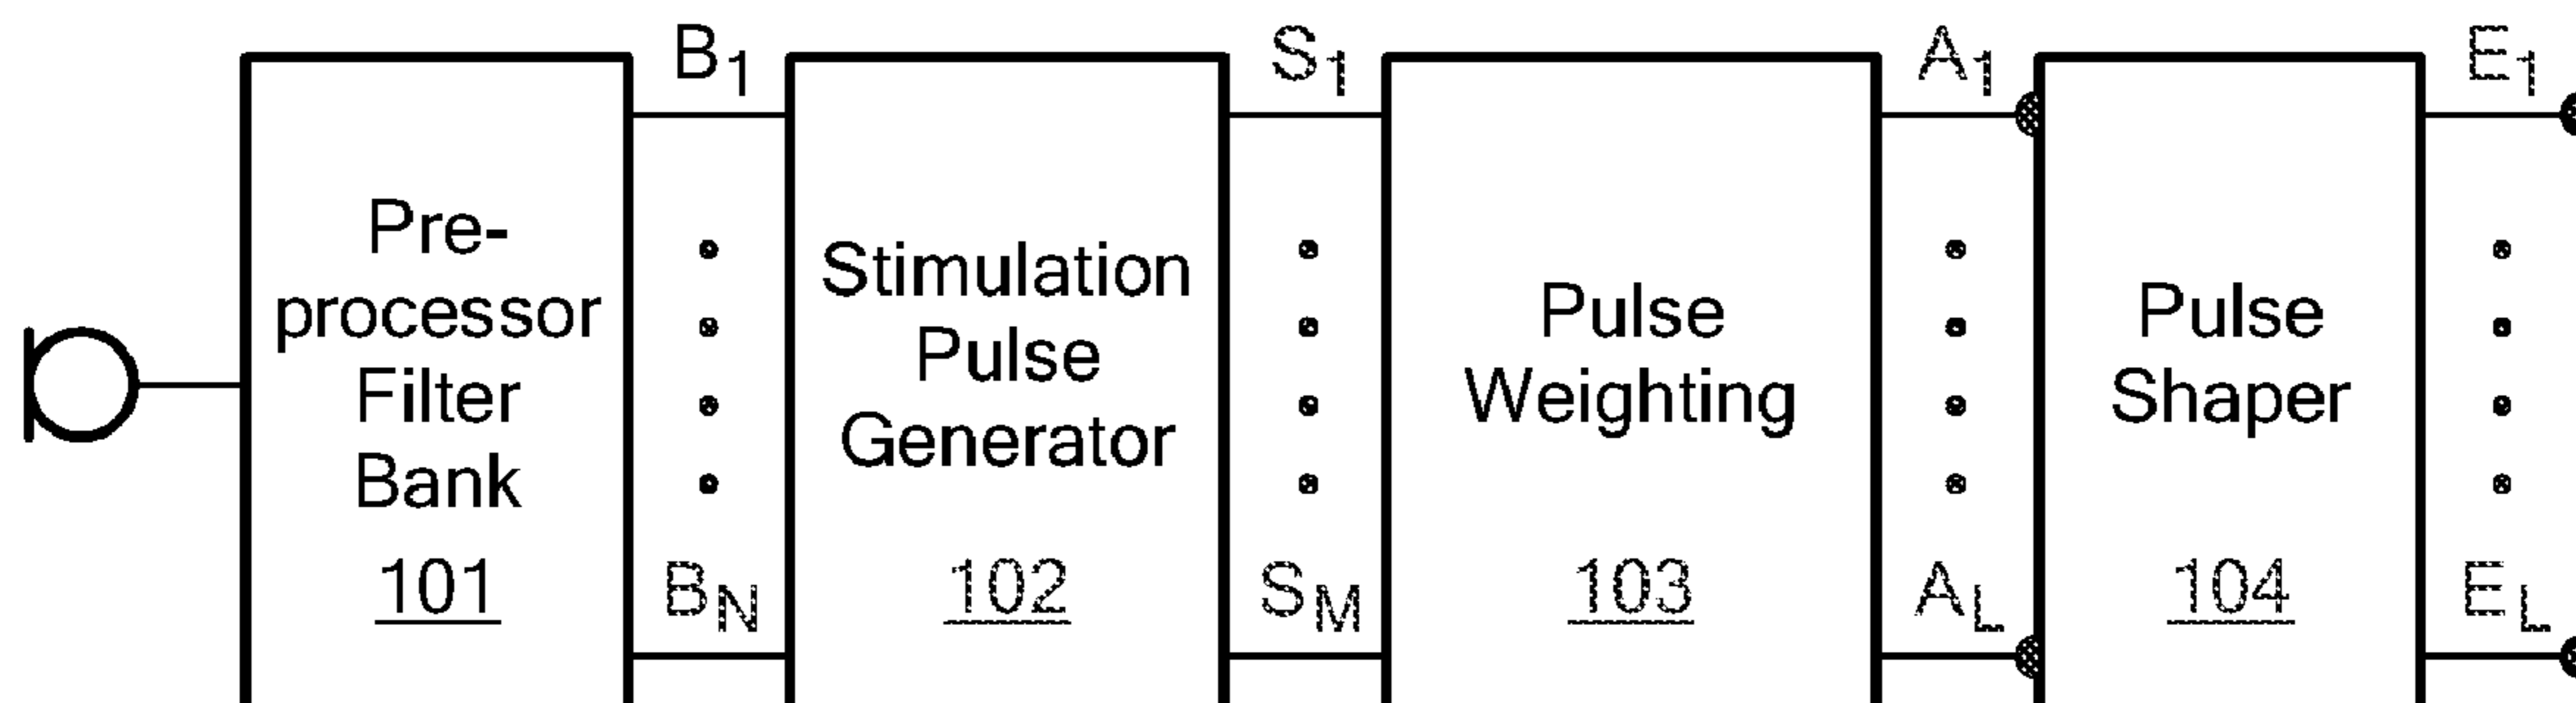 B1
S1
A1
E1
Pre-
processor
Filter
Bank
101
Stimulation
Pulse
Generator
102
Pulse
Weighting
103
Pulse
Shaper
104
BN
SM
AL
EL